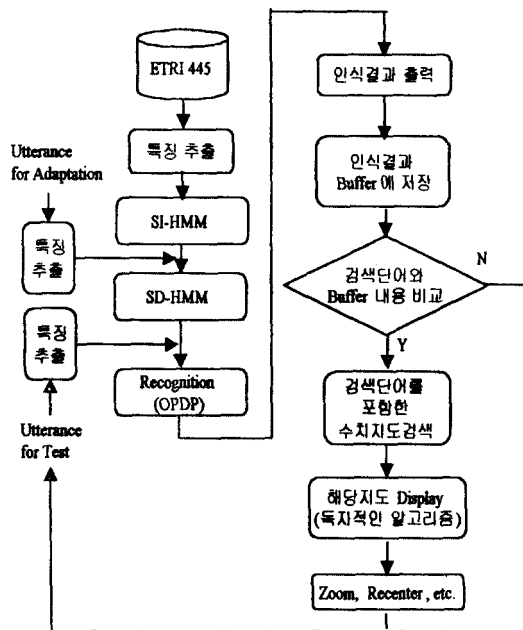 ETRI 445
특징 추출
Utterance
for Adaptation
SI-HMM
특징
추출
SD-HMM
특징
추출
Recognition
(OPDP)
Utterance
for Test
인식결과 출력
인식결과
Buffer 에 저장
검색단어와
Buffer 내용 비교
N
Y
검색단어를
포함한
수치지도검색
해당지도 Display
(독자적인 알고리즘)
Zoom, Recenter, etc.